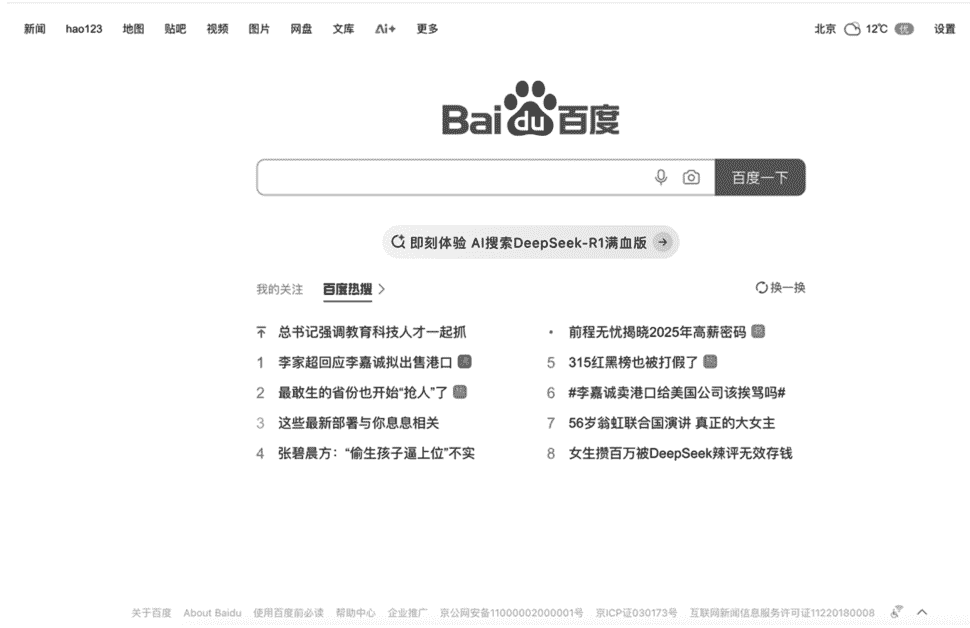 新闻 hao123 地图 贴吧 视频 图片 网盘 文库 Ai+ 更多 北京 12℃ 优 设置
Bai du 百度
百度一下
即刻体验 AI搜索DeepSeek-R1满血版
我的关注 百度热搜 换一换
总书记强调教育科技人才一起抓
1 李家超回应李嘉诚拟出售港口
2 最敢生的省份也开始“抢人”了
3 这些最新部署与你息息相关
4 张碧晨方：“偷生孩子逼上位”不实
前程无忧揭晓2025年高薪密码
5 315红黑榜也被打假了
6 #李嘉诚卖港口给美国公司该挨骂吗#
7 56岁翁虹联合国演讲 真正的大女主
8 女生攒百万被DeepSeek辣评无效存钱
关于百度 About Baidu 使用百度前必读 帮助中心 企业推广 京公网安备11000002000001号 京ICP证030173号 互联网新闻信息服务许可证11220180008